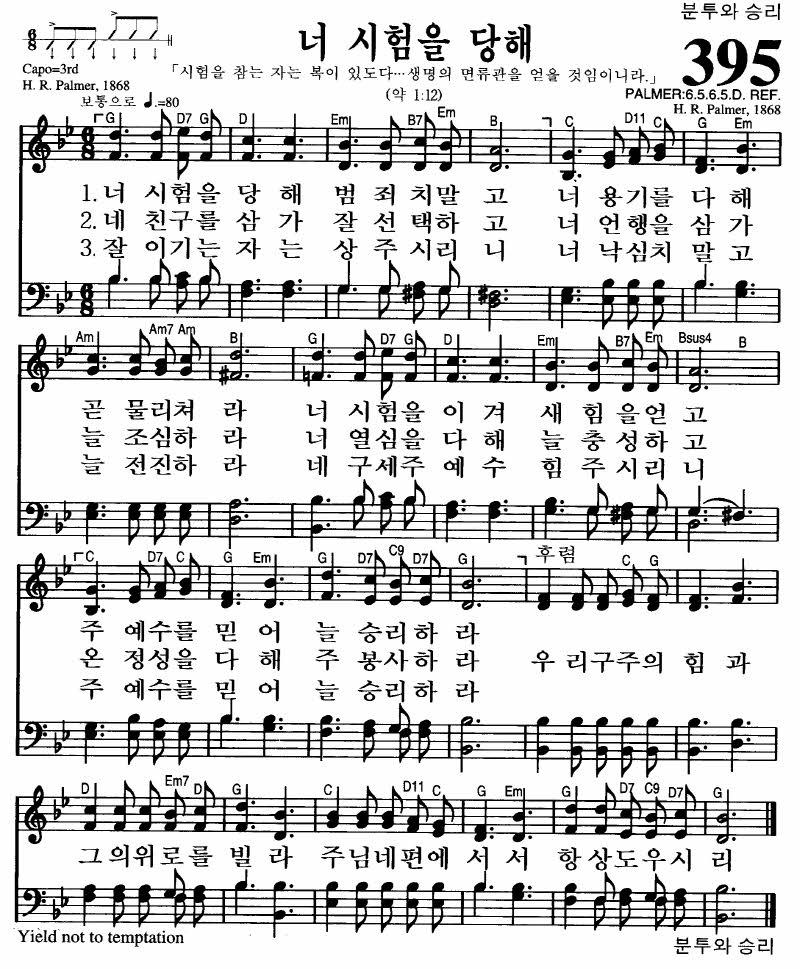 분투와 승리
너 시험을 당해
395
6/8
Capo=3rd
「시험을 참는 자는 복이 있도다…생명의 면류관을 얻을 것임이니라.」
H. R. Palmer, 1868
(약 1:12)
PALMER:6.5.6.5.D. REF.
보통으로 ♩.=80
H. R. Palmer, 1868
G D7 G D Em B7 Em B C D11 C G Em
1. 너 시험을 당 해 범 죄 치말 고 너 용기를 다 해
2. 네 친구를 삼 가 잘 선 택하 고 너 언행을 삼 가
3. 잘 이기는 자 는 상 주시리 니 너 낙심치 말고
Am Am7 Am B G D7 G D Em B7 Em Bsus4 B
곧 물리쳐 라 너 시험을 이 겨 새 힘 을얻 고
늘 조심하 라 너 열심을 다 해 늘 충 성하 고
늘 전진하 라 네 구세주 예 수 힘 주시리 니
C D7 C G Em G D7 C9 D7 G 후렴 C G
주 예수를 믿 어 늘 승리하 라
온 정성을 다 해 주 봉사하 라 우 리구주의 힘 과
주 예수를 믿 어 늘 승리하 라
D Em7 D G C D11 C G Em G D7 C9 D7 G
그의위로를 빌 라 주님네편에 서 서 항상도우시 리
Yield not to temptation
분투와 승리